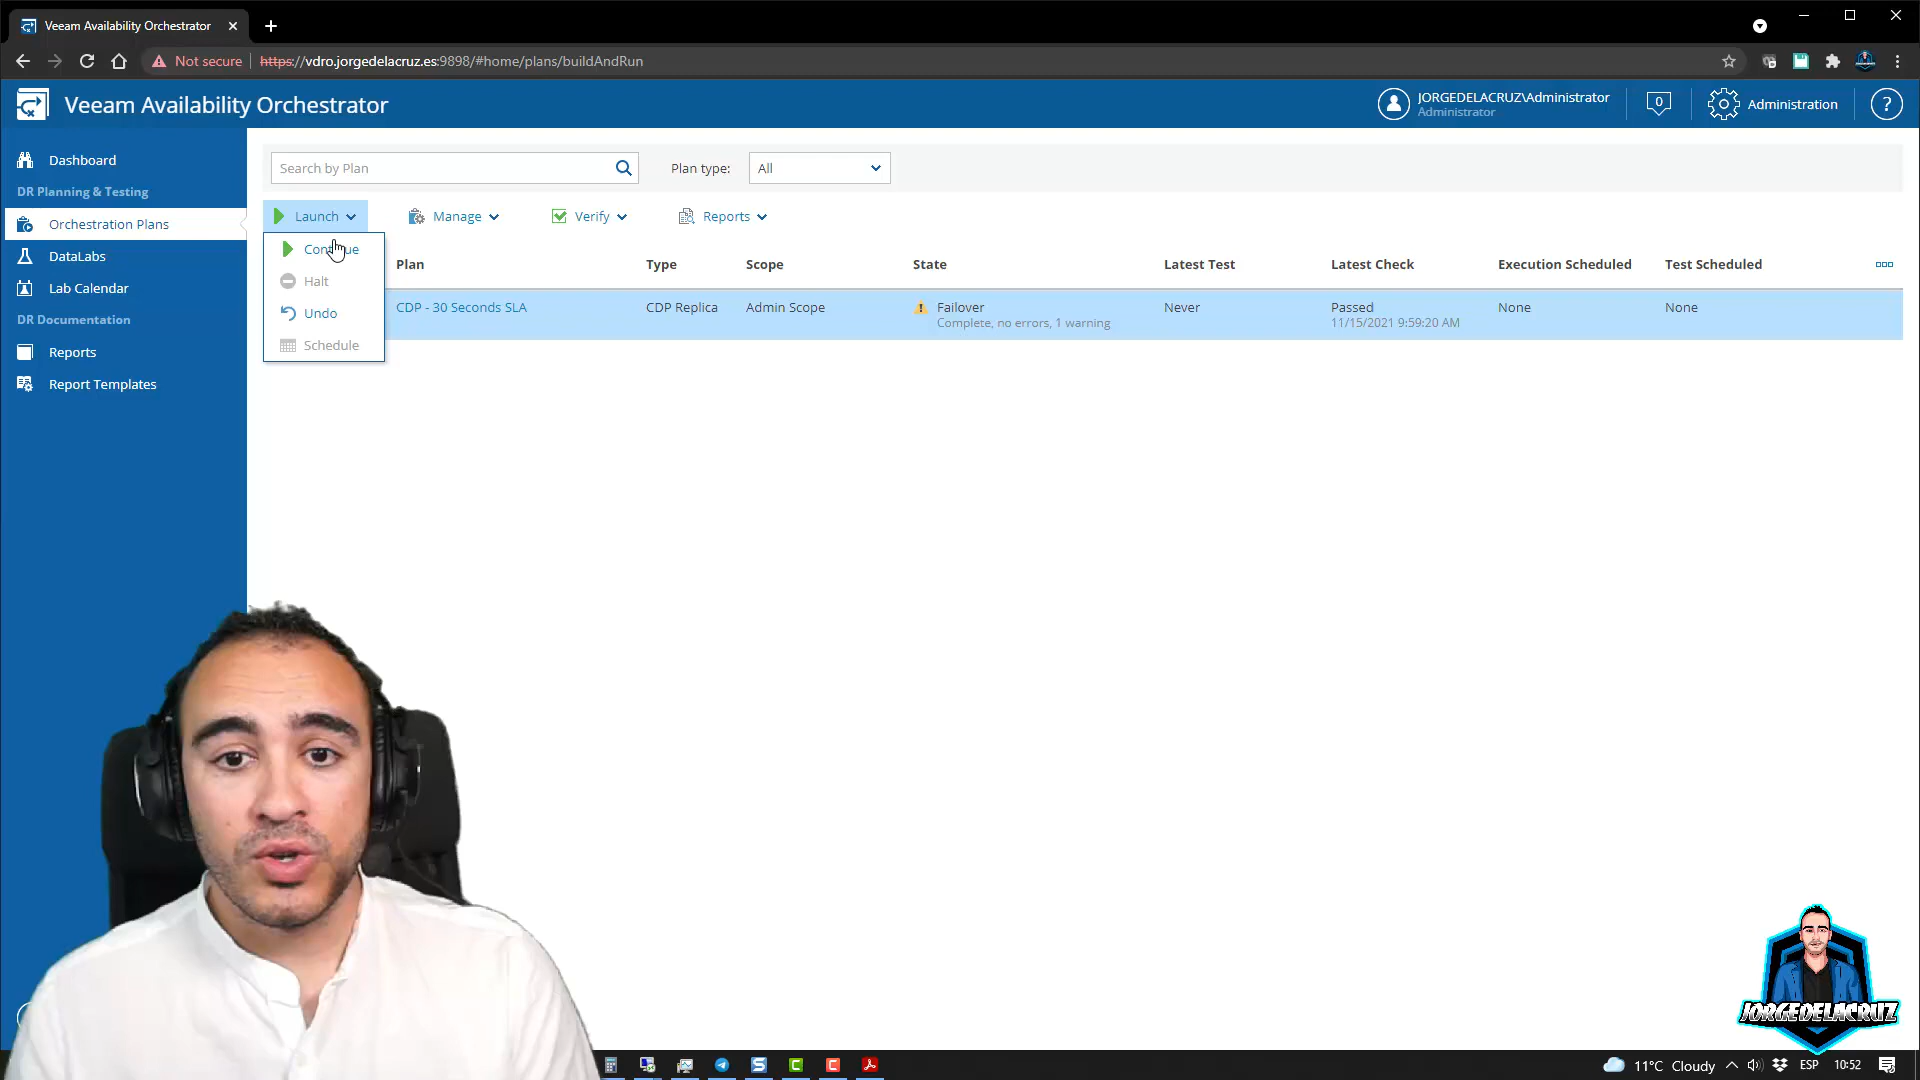 Veeam Availability Orchestrator
Not secure
https://vdro.jorgedelacruz.es:9898/#home/plans/buildAndRun
Veeam Availability Orchestrator
JORGEDELACRUZ\Administrator
Administrator
0
Administration
?
Dashboard
DR Planning & Testing
Orchestration Plans
DataLabs
Lab Calendar
DR Documentation
Reports
Report Templates
Search by Plan
Plan type:
All
Launch
Manage
Verify
Reports
Continue
Halt
Undo
Schedule
Plan
Type
Scope
State
Latest Test
Latest Check
Execution Scheduled
Test Scheduled
CDP - 30 Seconds SLA
CDP Replica
Admin Scope
Failover
Complete, no errors, 1 warning
Never
Passed
11/15/2021 9:59:20 AM
None
None
JORGEDELACRUZ
11°C Cloudy
ESP
10:52